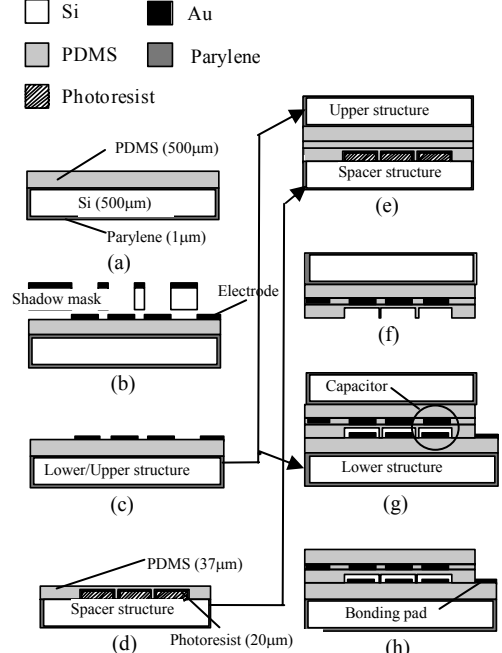 Si
Au
PDMS
Parylene
Photoresist
PDMS (500μm)
Si (500μm)
Parylene (1μm)
(a)
Shadow mask
Electrode
(b)
Lower/Upper structure
(c)
PDMS (37μm)
Spacer structure
Photoresist (20μm)
(d)
Upper structure
Spacer structure
(e)
(f)
Capacitor
Lower structure
(g)
Bonding pad
(h)